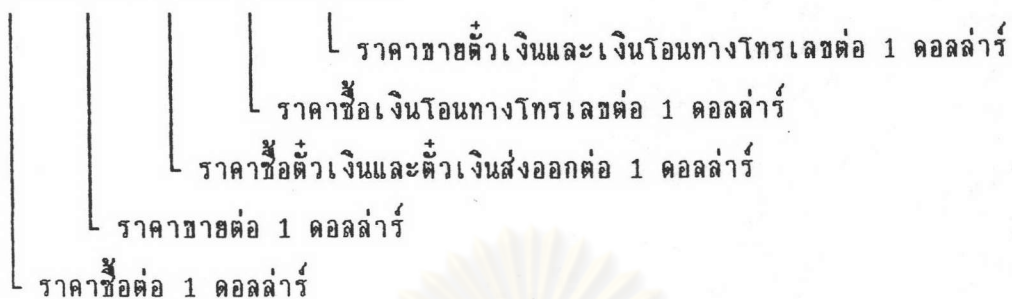 ราคาขายตั๋วเงินและเงินโอนทางโทรเลขต่อ 1 ดอลล่าร์
ราคาซื้อเงินโอนทางโทรเลขต่อ 1 ดอลล่าร์
ราคาซื้อตั๋วเงินและตั๋วเงินส่งออกต่อ 1 ดอลล่าร์
ราคาขายต่อ 1 ดอลล่าร์
ราคาซื้อต่อ 1 ดอลล่าร์